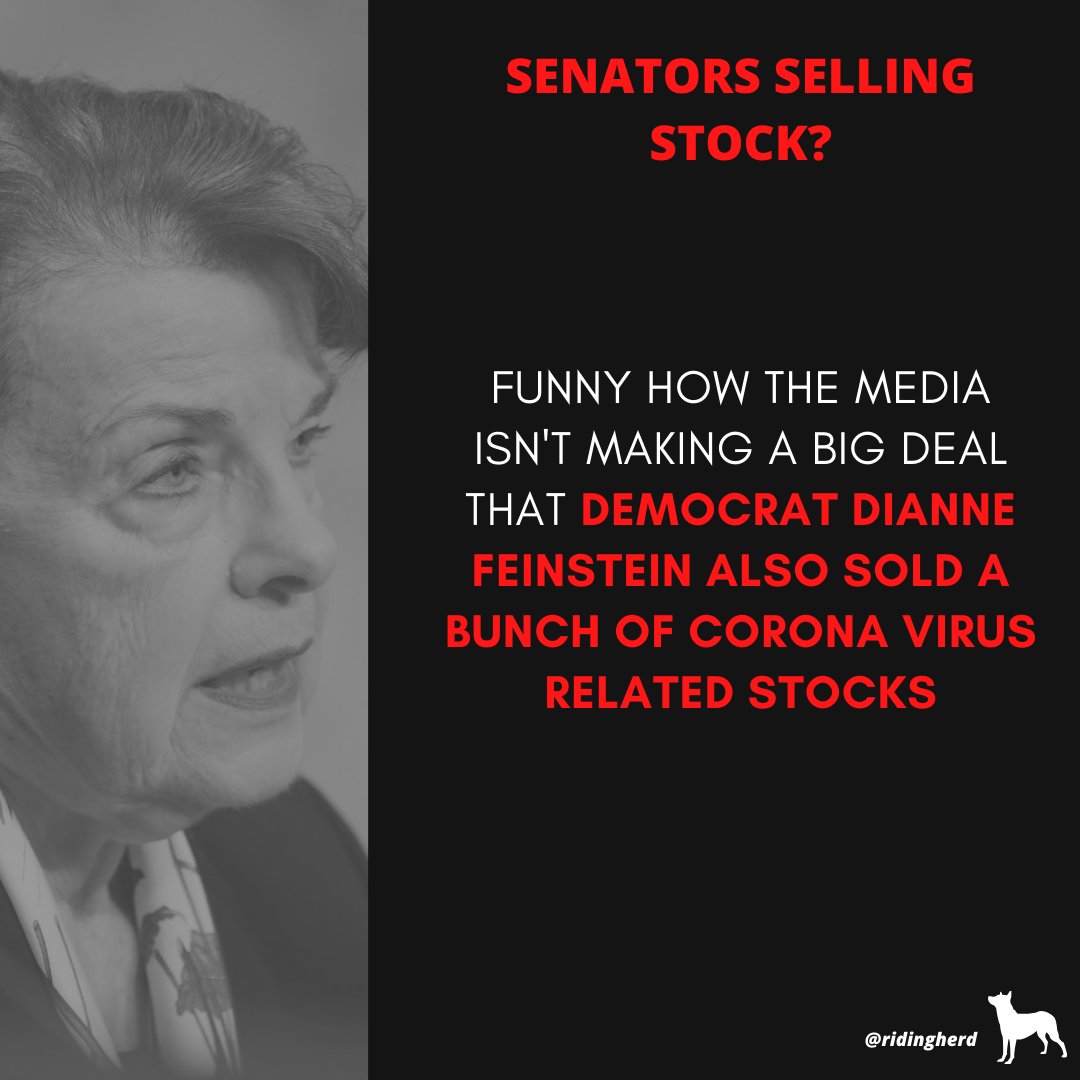 SENATORS SELLING
STOCK?
FUNNY HOW THE MEDIA
ISN'T MAKING A BIG DEAL
THAT DEMOCRAT DIANNE
FEINSTEIN ALSO SOLD A
BUNCH OF CORONA VIRUS
RELATED STOCKS
@ridingherd